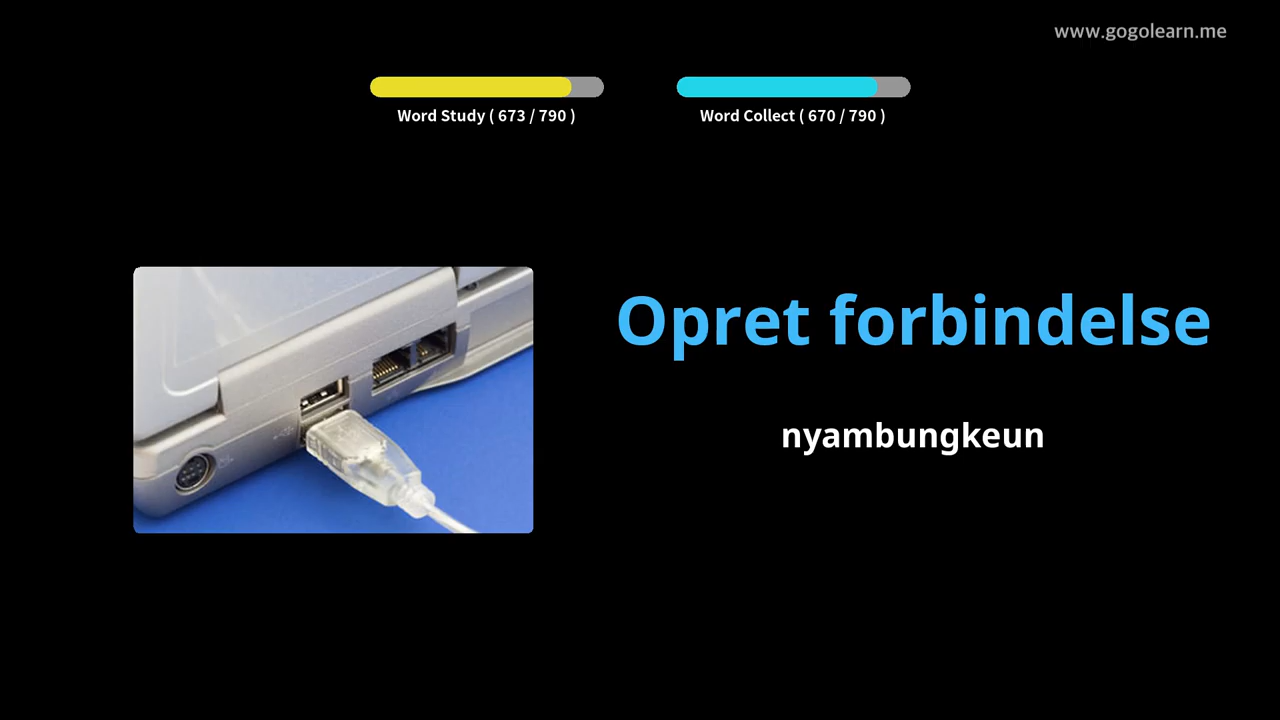 www.gogolearn.me
Word Study ( 673 / 790 )
Word Collect ( 670 / 790 )
Opret forbindelse
nyambungkeun